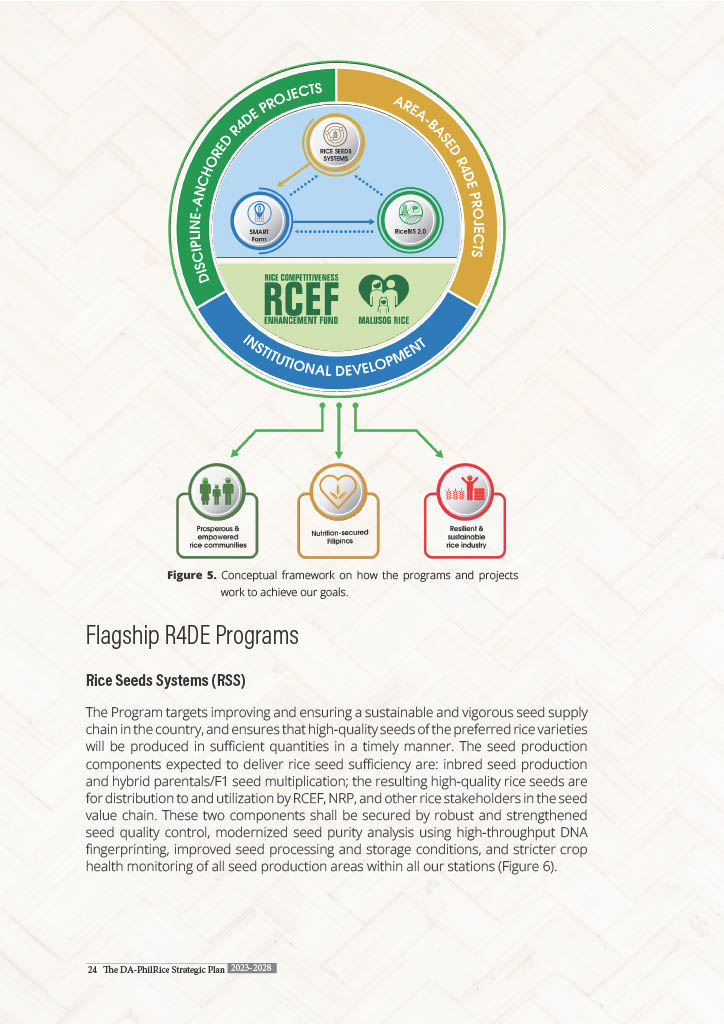 DISCIPLINE-ANCHORED R4DE PROJECTS
AREA-BASED R4DE PROJECTS
RICE SEEDS
SYSTEMS
SMART
Farm
RiceBIS 2.0
RICE COMPETITIVENESS
RCEF
ENHANCEMENT FUND
MALUSOG RICE
INSTITUTIONAL DEVELOPMENT
Prosperous &
empowered
rice communities
Nutrition-secured
Filipinos
Resilient &
sustainable
rice industry
Figure 5. Conceptual framework on how the programs and projects
work to achieve our goals.
Flagship R4DE Programs
Rice Seeds Systems (RSS)
The Program targets improving and ensuring a sustainable and vigorous seed supply
chain in the country, and ensures that high-quality seeds of the preferred rice varieties
will be produced in sufficient quantities in a timely manner. The seed production
components expected to deliver rice seed sufficiency are: inbred seed production
and hybrid parentals/F1 seed multiplication; the resulting high-quality rice seeds are
for distribution to and utilization by RCEF, NRP, and other rice stakeholders in the seed
value chain. These two components shall be secured by robust and strengthened
seed quality control, modernized seed purity analysis using high-throughput DNA
fingerprinting, improved seed processing and storage conditions, and stricter crop
health monitoring of all seed production areas within all our stations (Figure 6).
24 The DA-PhilRice Strategic Plan 2023-2028